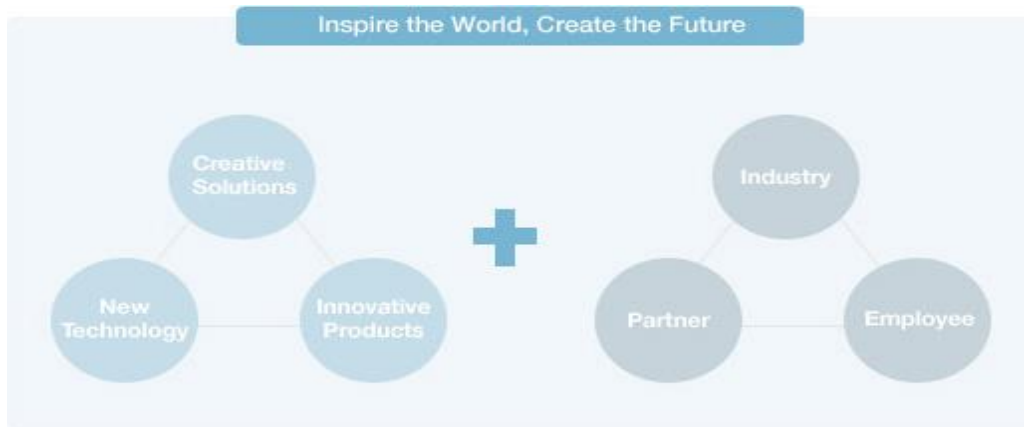 Inspire the World, Create the Future
Creative
Solutions
New
Technology
Innovative
Products
Industry
Partner
Employee